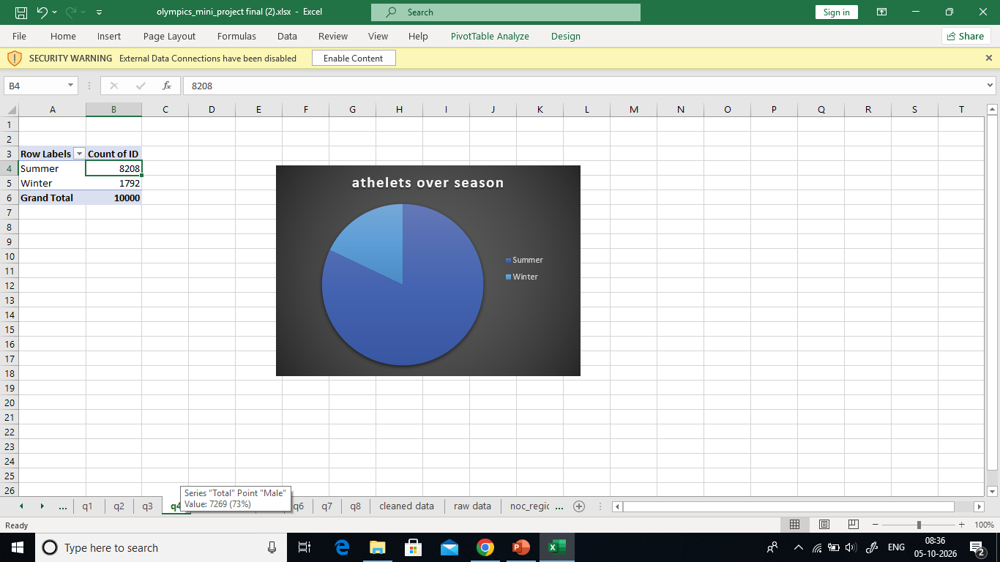 olympics_mini_project final (2).xlsx - Excel
Search
Sign in
File Home Insert Page Layout Formulas Data Review View Help PivotTable Analyze Design Share
SECURITY WARNING External Data Connections have been disabled Enable Content
B4 fx 8208
A B C D E F G H I J K L M N O P Q R S T
1
2
3 Row Labels Count of ID
4 Summer 8208
5 Winter 1792
6 Grand Total 10000
7
8
9
10
11
12
13
14
15
16
17
18
19
20
21
22
23
24
25
26
athelets over season
Summer
Winter
Series "Total" Point "Male"
Value: 7269 (73%)
... q1 q2 q3 q4 q6 q7 q8 cleaned data raw data noc_regic ...
Ready 100%
Type here to search
ENG
08:36
05-10-2026
2